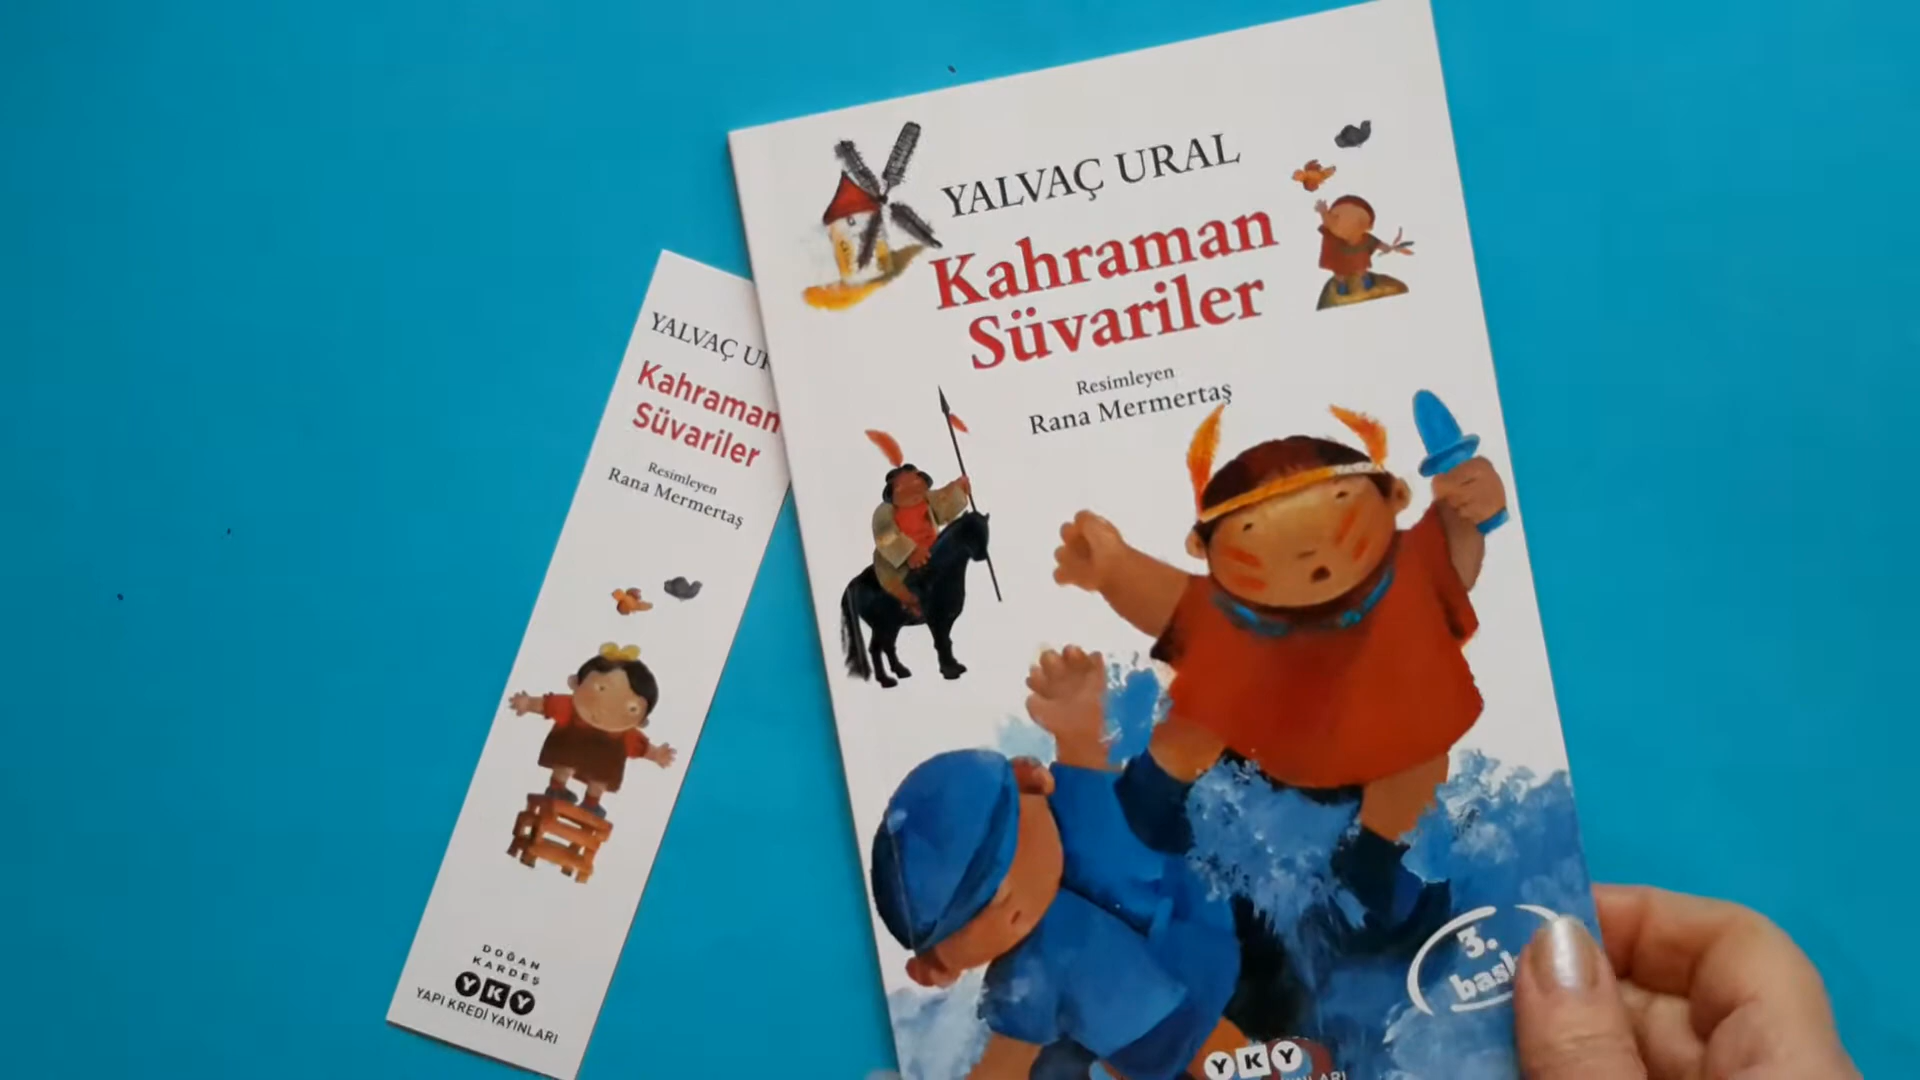 YALVAÇ URAL
Kahraman
Süvariler
Resimleyen
Rana Mermertaş
3.
YKY
YALVAÇ
Kahraman
Süvariler
Resimleyen
Rana Mermertaş
DOĞAN
KARDEŞ
YKY
YAPI KREDİ YAYINLARI